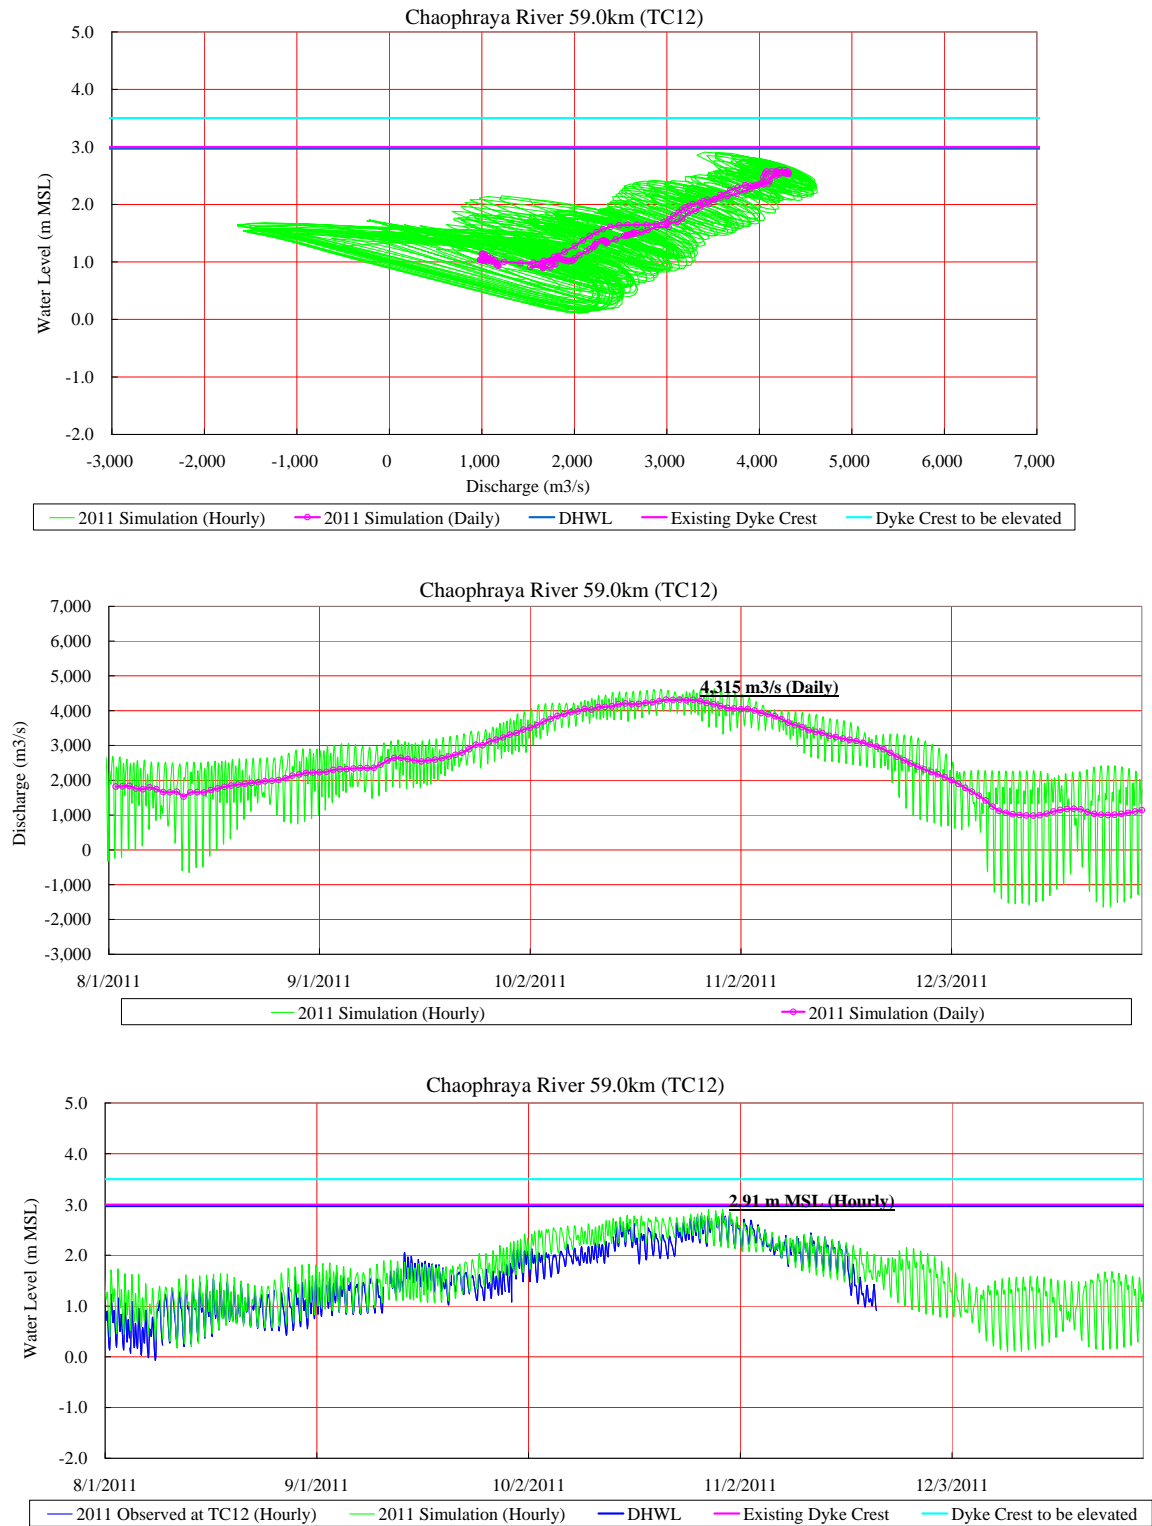 Chaophraya River 59.0km (TC12)
5.0
4.0
3.0
2.0
1.0
0.0
-1.0
-2.0
Water Level (m MSL)
-3,000 -2,000 -1,000 0 1,000 2,000 3,000 4,000 5,000 6,000 7,000
Discharge (m3/s)
2011 Simulation (Hourly) 2011 Simulation (Daily) DHWL Existing Dyke Crest Dyke Crest to be elevated
Chaophraya River 59.0km (TC12)
7,000
6,000
5,000
4,000
3,000
2,000
1,000
0
-1,000
-2,000
-3,000
Discharge (m3/s)
4,315 m3/s (Daily)
8/1/2011 9/1/2011 10/2/2011 11/2/2011 12/3/2011
2011 Simulation (Hourly) 2011 Simulation (Daily)
Chaophraya River 59.0km (TC12)
5.0
4.0
3.0
2.0
1.0
0.0
-1.0
-2.0
Water Level (m MSL)
2.91 m MSL (Hourly)
8/1/2011 9/1/2011 10/2/2011 11/2/2011 12/3/2011
2011 Observed at TC12 (Hourly) 2011 Simulation (Hourly) DHWL Existing Dyke Crest Dyke Crest to be elevated